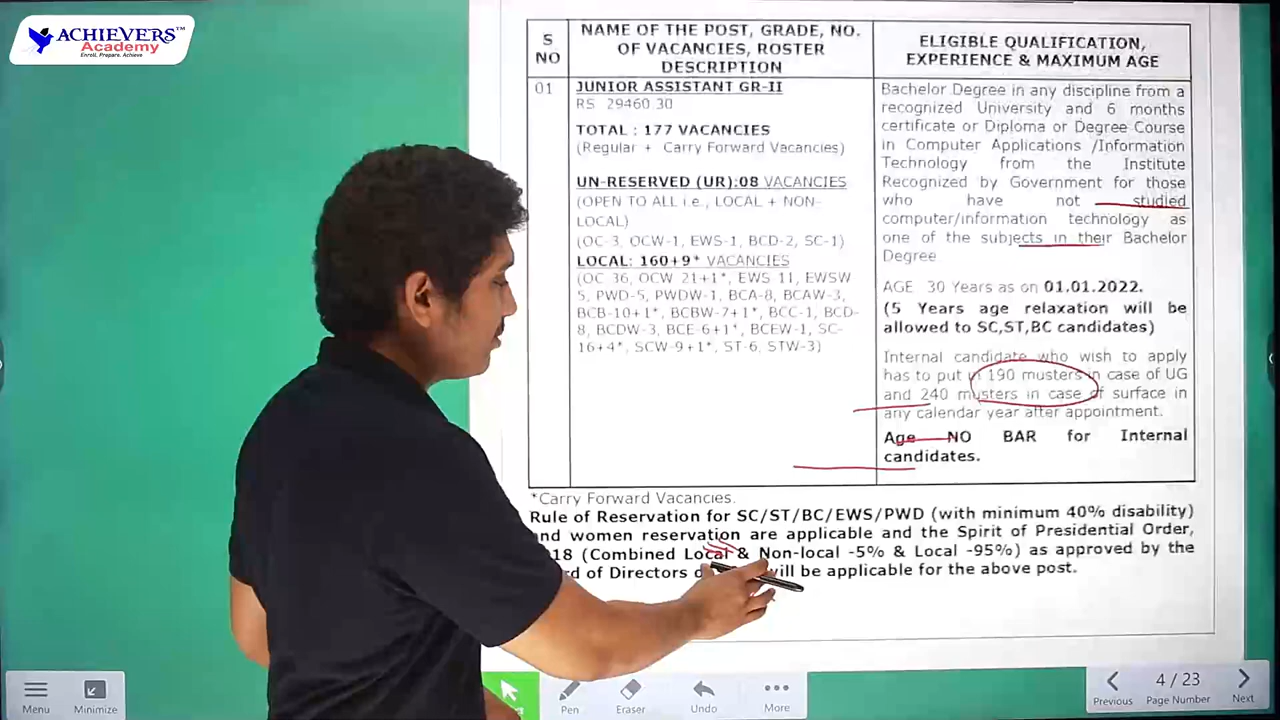 ACHIEVERS™
Academy
Enroll. Prepare. Achieve
S NO
NAME OF THE POST, GRADE, NO. OF VACANCIES, ROSTER DESCRIPTION
ELIGIBLE QUALIFICATION, EXPERIENCE & MAXIMUM AGE
01
JUNIOR ASSISTANT GR-II
RS 29460 30
TOTAL : 177 VACANCIES
(Regular + Carry Forward Vacancies)
UN-RESERVED (UR):08 VACANCIES
(OPEN TO ALL i.e., LOCAL + NON-
LOCAL)
(OC-3, OCW-1, EWS-1, BCD-2, SC-1)
LOCAL: 160+9* VACANCIES
(OC 36, OCW 21+1*, EWS 11, EWSW
5, PWD-5, PWDW-1, BCA-8, BCAW-3,
BCB-10+1*, BCBW-7+1*, BCC-1, BCD-
8, BCDW-3, BCE-6+1*, BCEW-1, SC-
16+4*, SCW-9+1*, ST-6, STW-3)
Bachelor Degree in any discipline from a
recognized University and 6 months
certificate or Diploma or Degree Course
in Computer Applications /Information
Technology from the Institute
Recognized by Government for those
who have not studied
computer/information technology as
one of the subjects in their Bachelor
Degree
AGE 30 Years as on 01.01.2022.
(5 Years age relaxation will be
allowed to SC,ST,BC candidates)
Internal candidate who wish to apply
has to put in 190 musters in case of UG
and 240 musters in case of surface in
any calendar year after appointment.
Age NO BAR for Internal
candidates.
*Carry Forward Vacancies.
Rule of Reservation for SC/ST/BC/EWS/PWD (with minimum 40% disability)
and women reservation are applicable and the Spirit of Presidential Order,
18 (Combined Local & Non-local -5% & Local -95%) as approved by the
rd of Directors will be applicable for the above post.
Menu
Minimize
Pen
Eraser
Undo
More
Previous
4 / 23
Page Number
Next